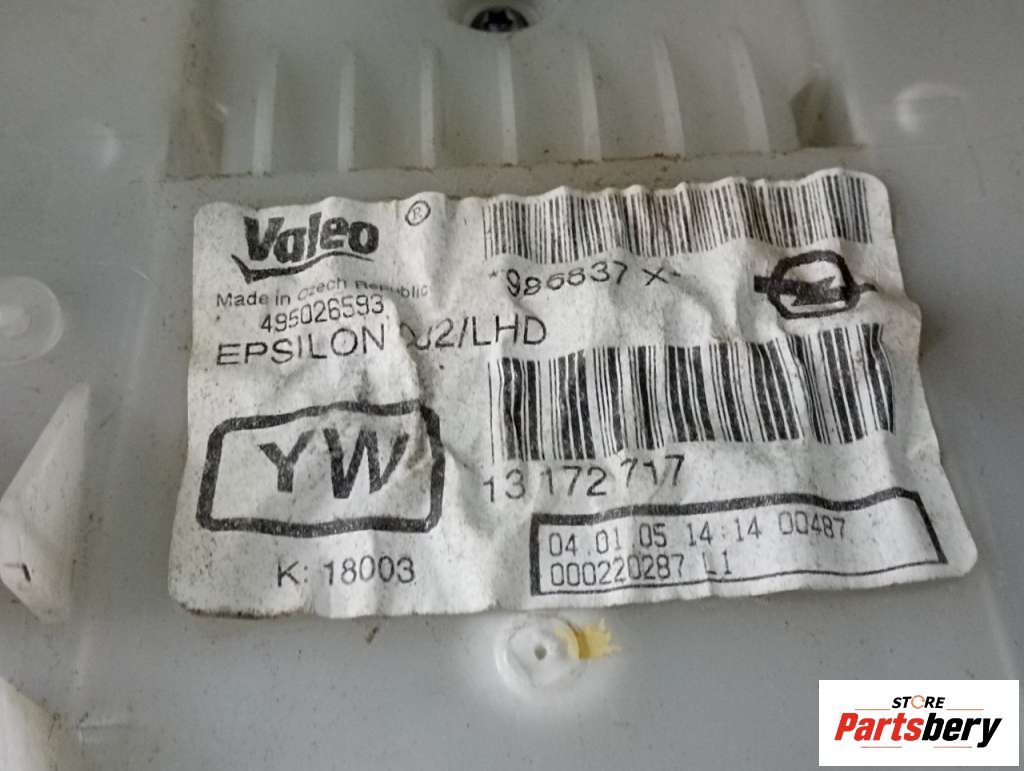 Valeo ®
Made in Czech Republic
495026593
EPSILON /LHD
YW
K: 18003
X
13 172 717
04.01.05 14:14 00487
000220287 L1
STORE
Partsbery